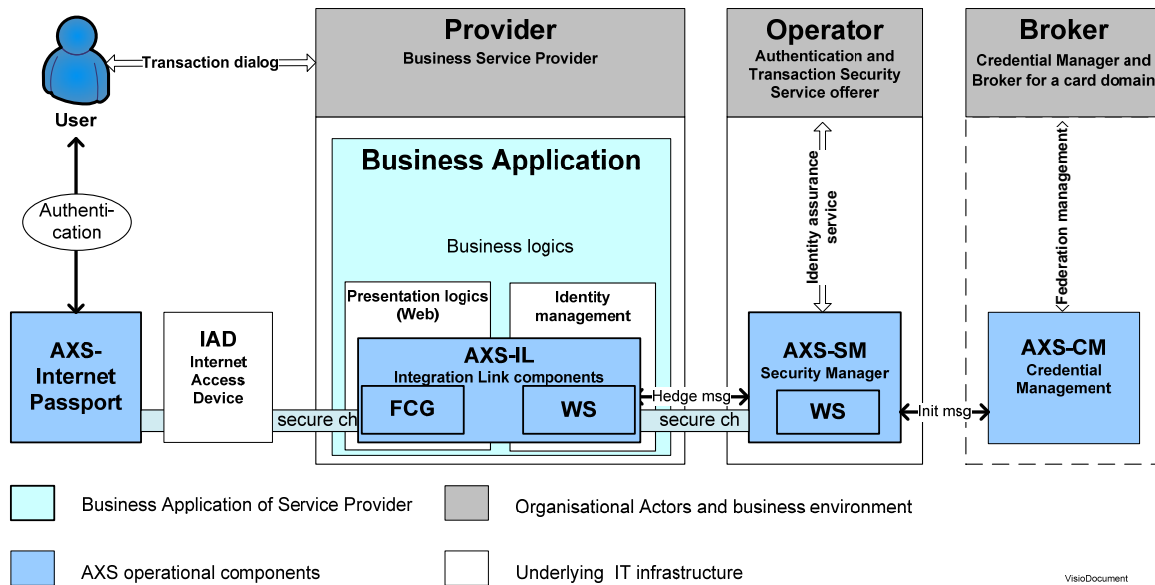 Provider
Business Service Provider
Operator
Authentication and
Transaction Security
Service offerer
Broker
Credential Manager and
Broker for a card domain
Transaction dialog
User
Authenti-
cation
Business Application
Business logics
Presentation logics
(Web)
Identity
management
Identity assurance
service
Federation management
AXS-
Internet
Passport
IAD
Internet
Access
Device
AXS-IL
Integration Link components
FCG
WS
AXS-SM
Security Manager
WS
AXS-CM
Credential
Management
secure ch
Hedge msg
secure ch
Init msg
Business Application of Service Provider
Organisational Actors and business environment
AXS operational components
Underlying IT infrastructure
VisioDocument